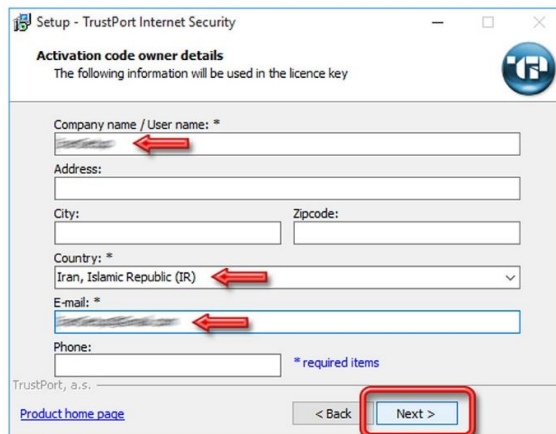 Setup - TrustPort Internet Security
Activation code owner details
The following information will be used in the licence key
Company name / User name: *
Address:
City:
Zipcode:
Country: *
Iran, Islamic Republic (IR)
E-mail: *
Phone:
* required items
TrustPort, a.s.
Product home page
< Back
Next >